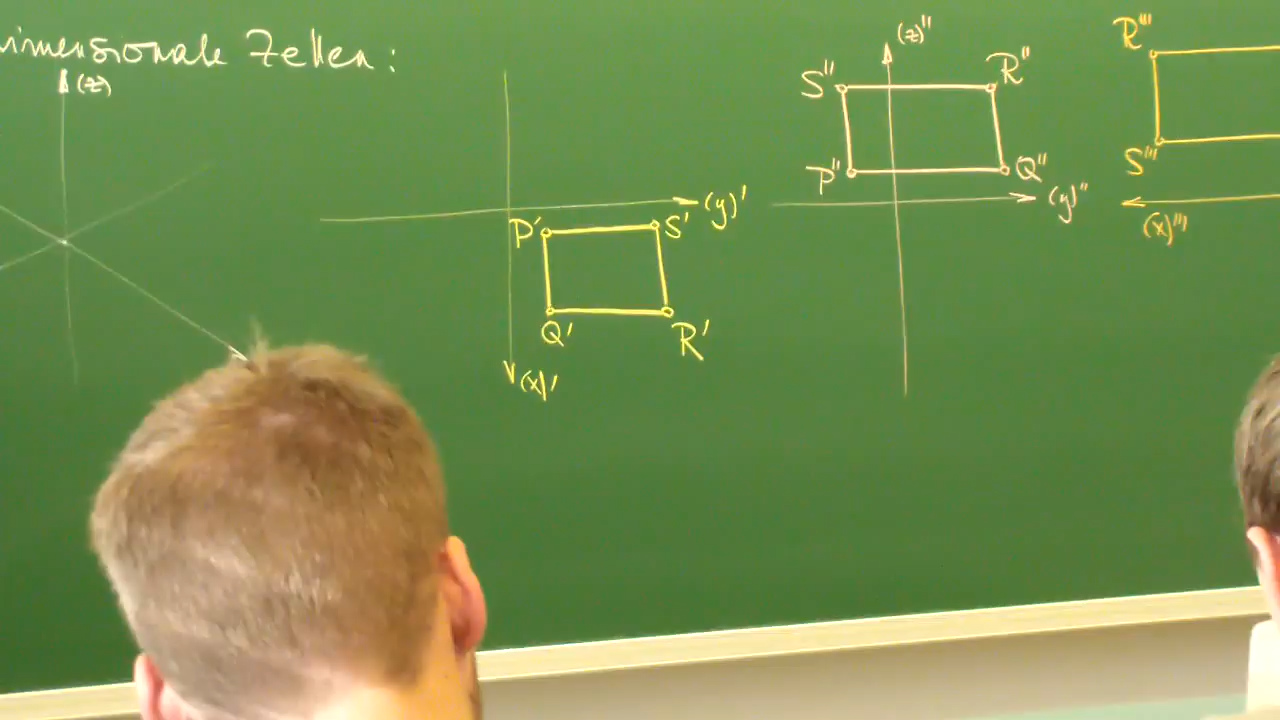 imensionale Zellen:
(z)
P' S' (y)'
Q' R'
(x)'
(z)"
S" R"
P" Q"
(y)"
R'''
S'''
(x)'''